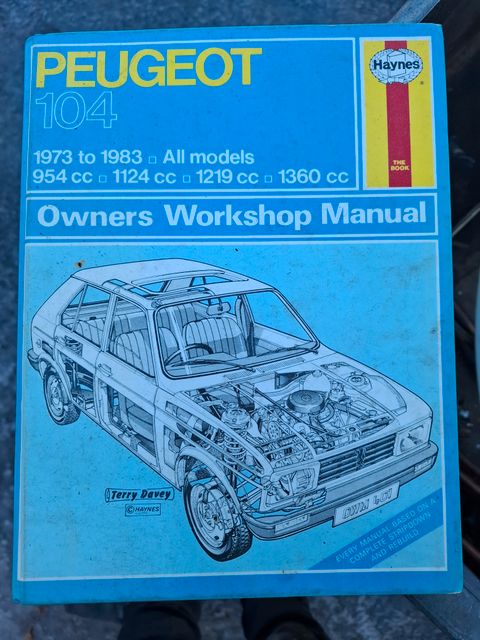 PEUGEOT
104
Haynes
®
THE
BOOK
1973 to 1983 ▫ All models
954 cc ▫ 1124 cc ▫ 1219 cc ▫ 1360 cc
Owners Workshop Manual
Terry Davey
© HAYNES
EVERY MANUAL BASED ON A
COMPLETE STRIPDOWN
AND REBUILD